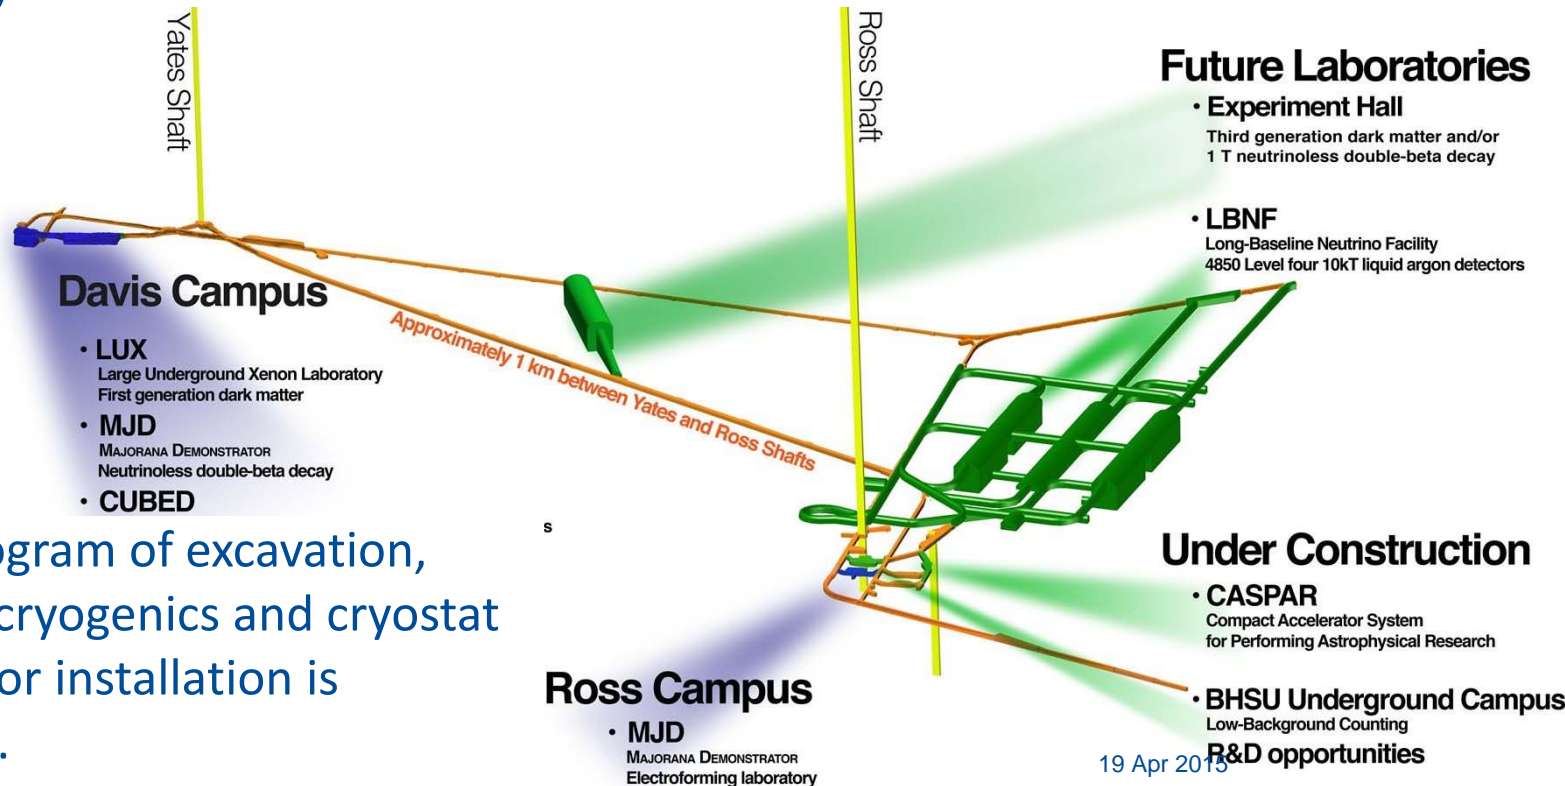 Yates Shaft
Ross Shaft
Future Laboratories
• Experiment Hall
Third generation dark matter and/or
1 T neutrinoless double-beta decay
• LBNF
Long-Baseline Neutrino Facility
4850 Level four 10kT liquid argon detectors
Davis Campus
• LUX
Large Underground Xenon Laboratory
First generation dark matter
• MJD
MAJORANA DEMONSTRATOR
Neutrinoless double-beta decay
• CUBED
Approximately 1 km between Yates and Ross Shafts
s
ogram of excavation,
cryogenics and cryostat
or installation is
.
Ross Campus
• MJD
MAJORANA DEMONSTRATOR
Electroforming laboratory
Under Construction
• CASPAR
Compact Accelerator System
for Performing Astrophysical Research
• BHSU Underground Campus
Low-Background Counting
R&D opportunities
19 Apr 2015